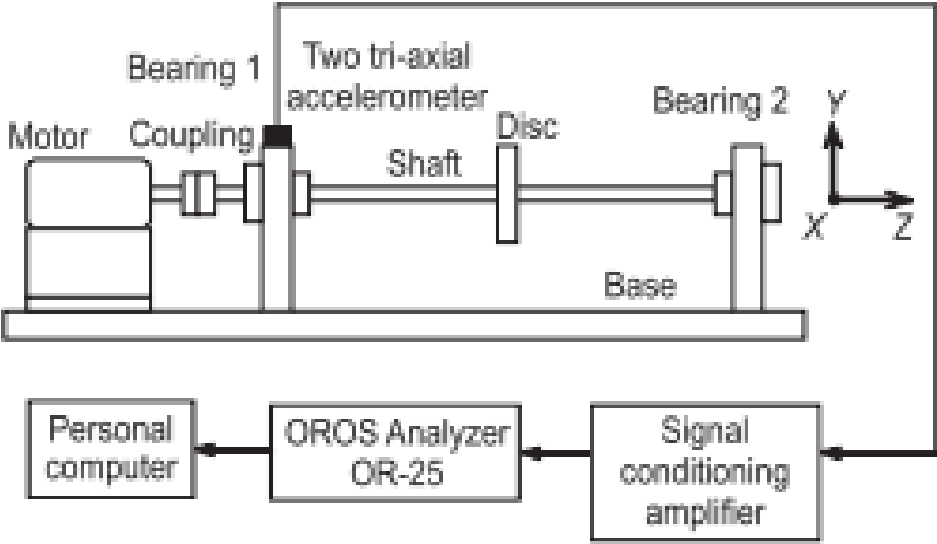 Bearing 1
Two tri-axial
accelerometer
Bearing 2
Y
Motor
Coupling
Disc
Shaft
X
Z
Base
Personal
computer
OROS Analyzer
OR-25
Signal
conditioning
amplifier